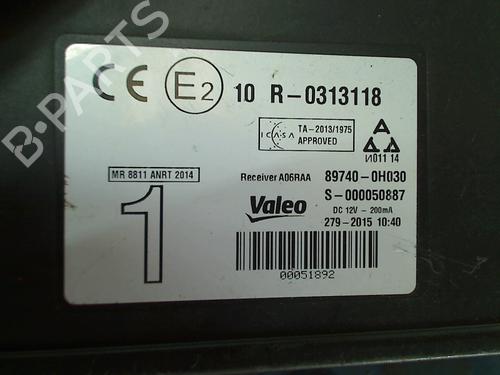 CE E2 10 R-0313118
ICASA TA-2013/1975
APPROVED
A
И011 14
MR 8811 ANRT 2014
Receiver A06RAA 89740-0H030
1
Valeo S-000050887
DC 12V - 200mA
279-2015 10:40
00051892
B-PARTS